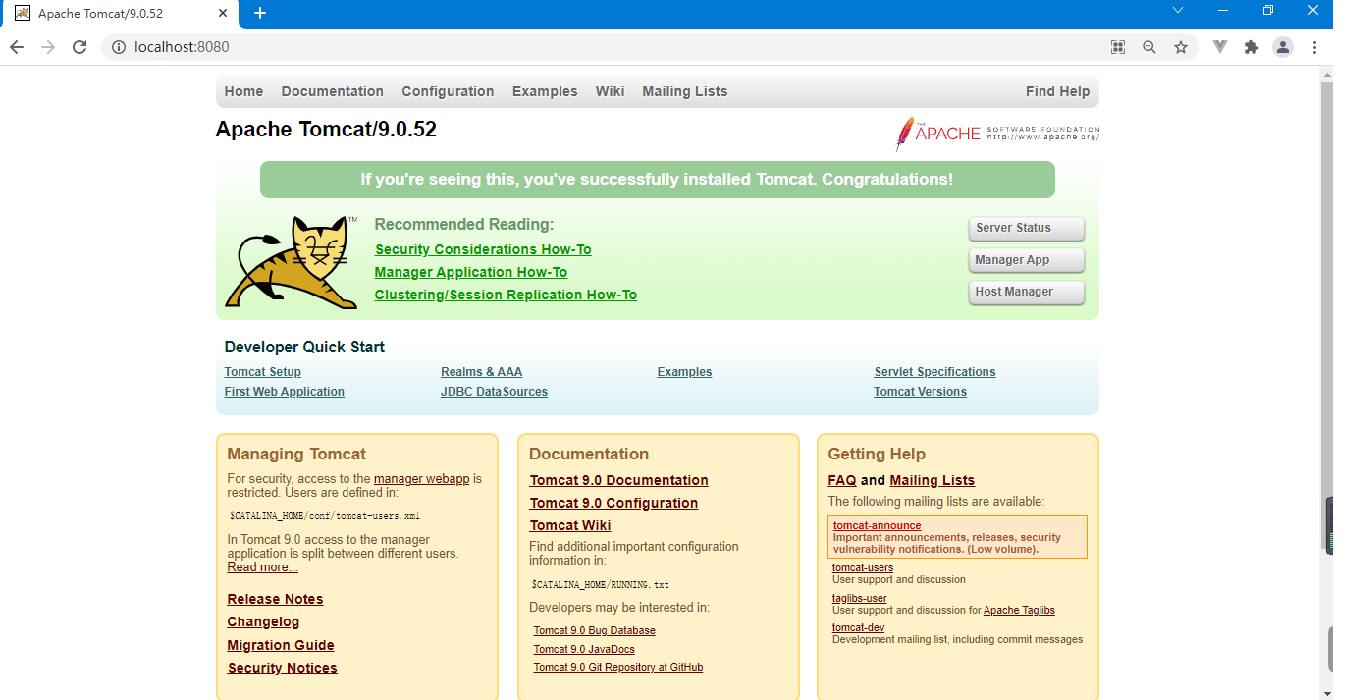 Apache Tomcat/9.0.52
localhost:8080
Home Documentation Configuration Examples Wiki Mailing Lists Find Help
Apache Tomcat/9.0.52
THE
APACHE SOFTWARE FOUNDATION
http://www.apache.org/
If you're seeing this, you've successfully installed Tomcat. Congratulations!
TM
Recommended Reading:
Security Considerations How-To
Manager Application How-To
Clustering/Session Replication How-To
Server Status
Manager App
Host Manager
Developer Quick Start
Tomcat Setup
First Web Application
Realms & AAA
JDBC DataSources
Examples
Servlet Specifications
Tomcat Versions
Managing Tomcat
For security, access to the manager webapp is
restricted. Users are defined in:
$CATALINA_HOME/conf/tomcat-users.xml
In Tomcat 9.0 access to the manager
application is split between different users.
Read more...
Release Notes
Changelog
Migration Guide
Security Notices
Documentation
Tomcat 9.0 Documentation
Tomcat 9.0 Configuration
Tomcat Wiki
Find additional important configuration
information in:
$CATALINA_HOME/RUNNING.txt
Developers may be interested in:
Tomcat 9.0 Bug Database
Tomcat 9.0 JavaDocs
Tomcat 9.0 Git Repository at GitHub
Getting Help
FAQ and Mailing Lists
The following mailing lists are available:
tomcat-announce
Important announcements, releases, security
vulnerability notifications. (Low volume).
tomcat-users
User support and discussion
taglibs-user
User support and discussion for Apache Taglibs
tomcat-dev
Development mailing list, including commit messages